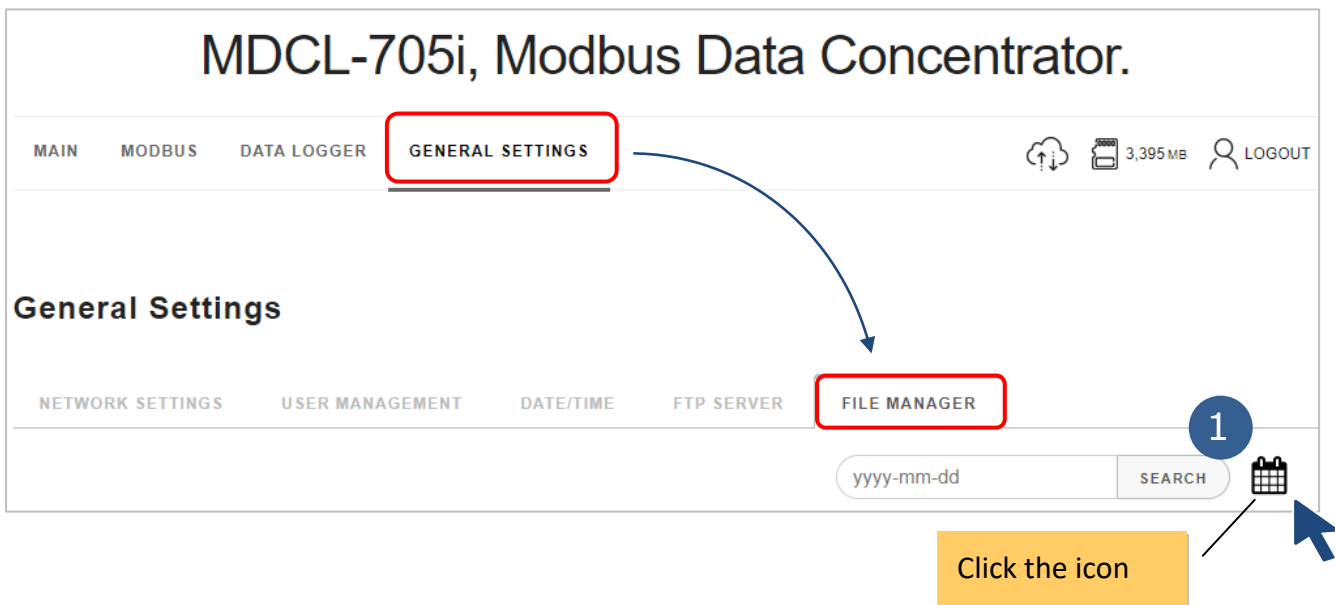 MDCL-705i, Modbus Data Concentrator.
MAIN MODBUS DATA LOGGER GENERAL SETTINGS 3,395 MB LOGOUT
General Settings
NETWORK SETTINGS USER MANAGEMENT DATE/TIME FTP SERVER FILE MANAGER
1
yyyy-mm-dd SEARCH
Click the icon